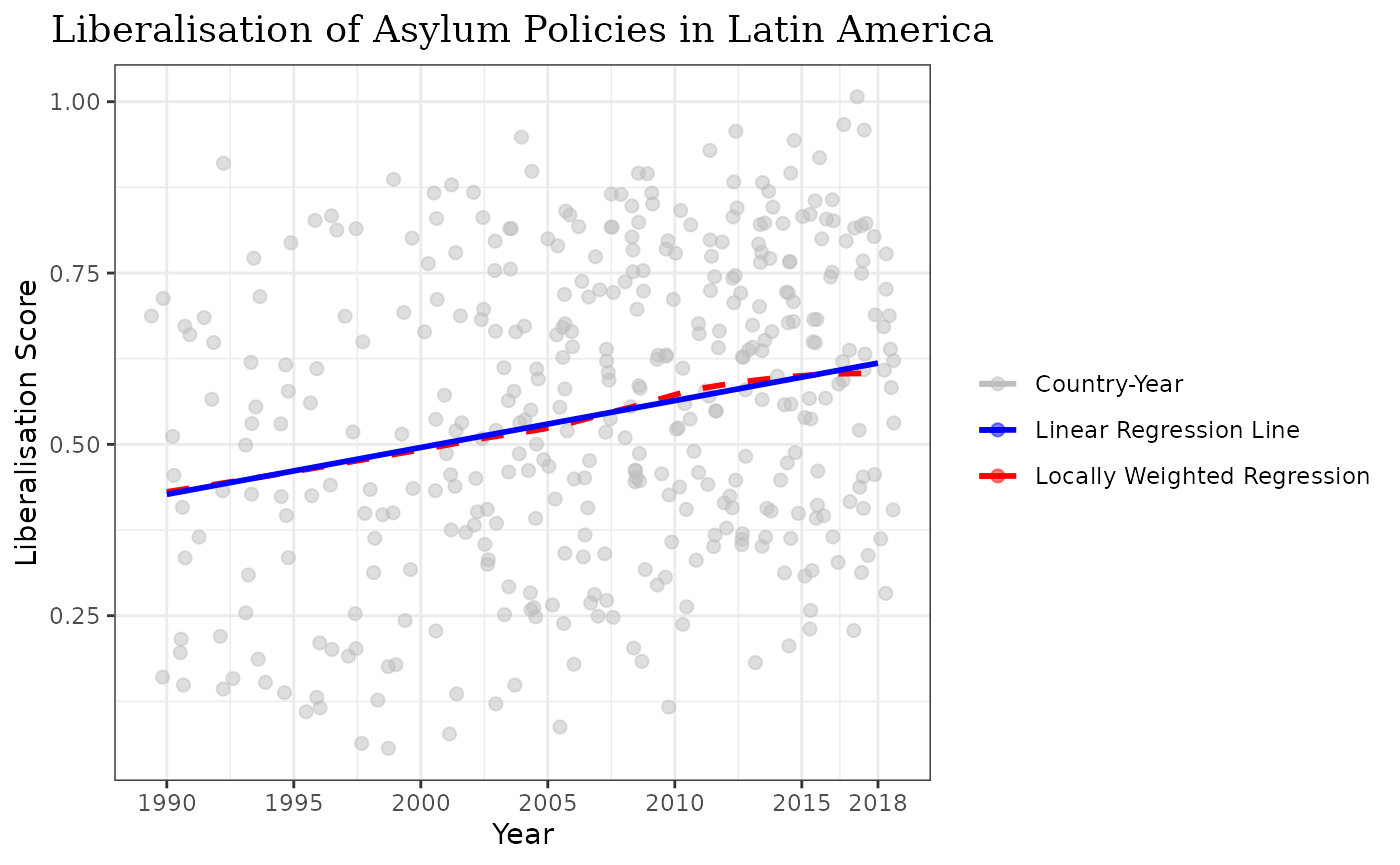 Liberalisation of Asylum Policies in Latin America
1.00
0.75
0.50
0.25
Liberalisation Score
1990 1995 2000 2005 2010 2015 2018
Year
Country-Year
Linear Regression Line
Locally Weighted Regression